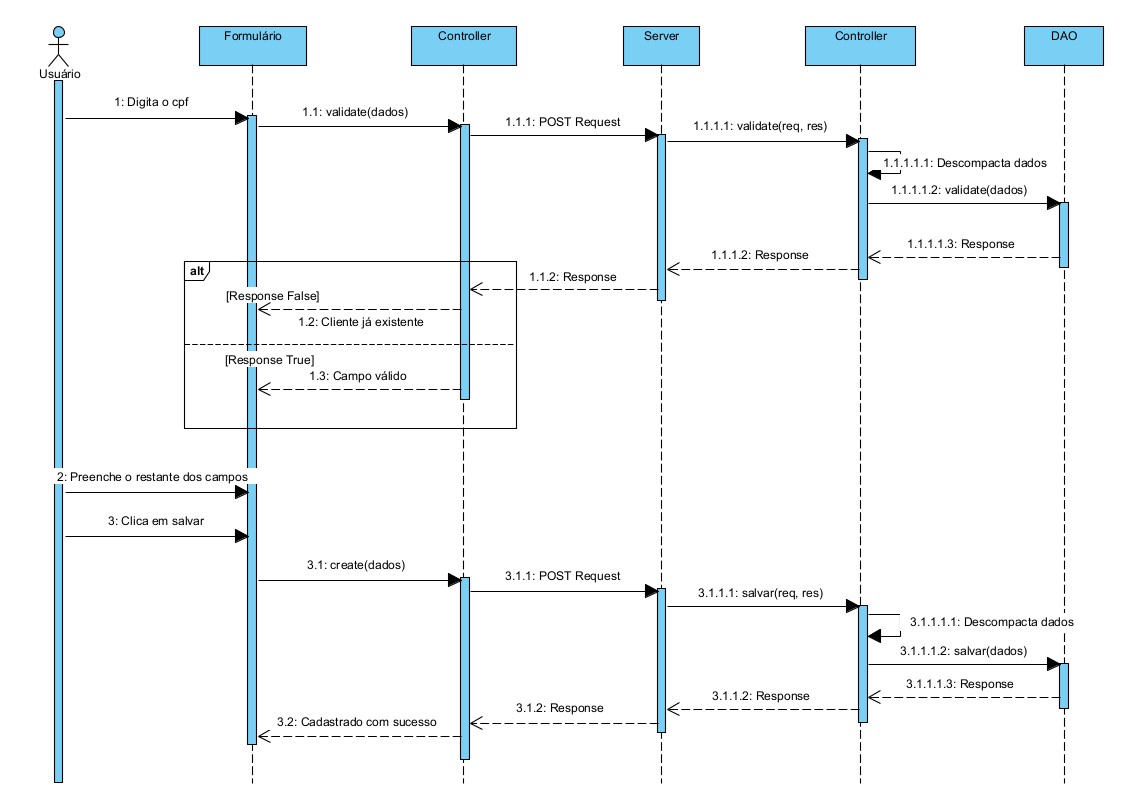 Usuário
Formulário
Controller
Server
Controller
DAO
1: Digita o cpf
1.1: validate(dados)
1.1.1: POST Request
1.1.1.1: validate(req, res)
1.1.1.1.1: Descompacta dados
1.1.1.1.2: validate(dados)
1.1.1.1.3: Response
1.1.1.2: Response
1.1.2: Response
alt
[Response False]
1.2: Cliente já existente
[Response True]
1.3: Campo válido
2: Preenche o restante dos campos
3: Clica em salvar
3.1: create(dados)
3.1.1: POST Request
3.1.1.1: salvar(req, res)
3.1.1.1.1: Descompacta dados
3.1.1.1.2: salvar(dados)
3.1.1.1.3: Response
3.1.1.2: Response
3.1.2: Response
3.2: Cadastrado com sucesso